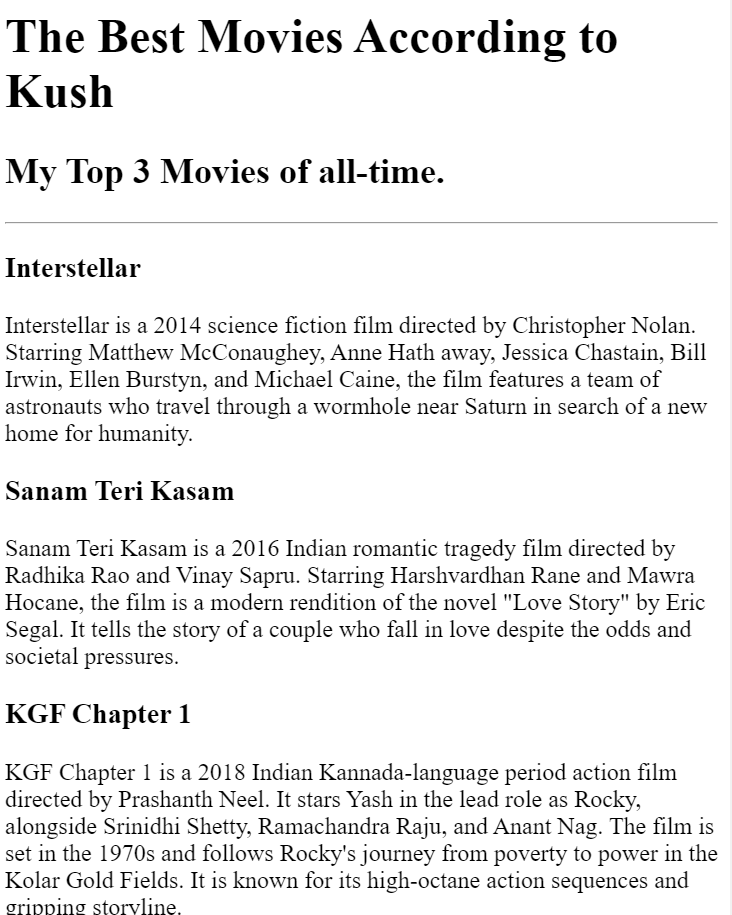 The Best Movies According to
Kush
My Top 3 Movies of all-time.
Interstellar
Interstellar is a 2014 science fiction film directed by Christopher Nolan.
Starring Matthew McConaughey, Anne Hath away, Jessica Chastain, Bill
Irwin, Ellen Burstyn, and Michael Caine, the film features a team of
astronauts who travel through a wormhole near Saturn in search of a new
home for humanity.
Sanam Teri Kasam
Sanam Teri Kasam is a 2016 Indian romantic tragedy film directed by
Radhika Rao and Vinay Sapru. Starring Harshvardhan Rane and Mawra
Hocane, the film is a modern rendition of the novel "Love Story" by Eric
Segal. It tells the story of a couple who fall in love despite the odds and
societal pressures.
KGF Chapter 1
KGF Chapter 1 is a 2018 Indian Kannada-language period action film
directed by Prashanth Neel. It stars Yash in the lead role as Rocky,
alongside Srinidhi Shetty, Ramachandra Raju, and Anant Nag. The film is
set in the 1970s and follows Rocky's journey from poverty to power in the
Kolar Gold Fields. It is known for its high-octane action sequences and
gripping storyline.